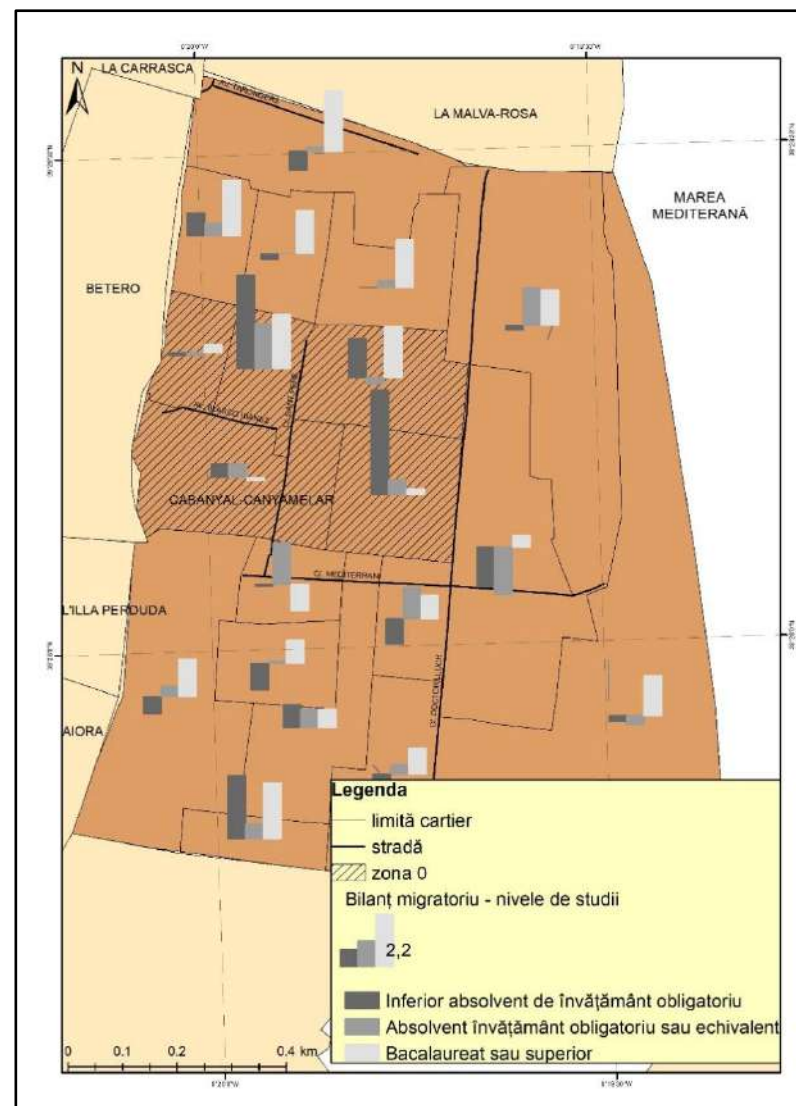 N
LA CARRASCA
LA MALVA-ROSA
MAREA
MEDITERANĂ
BETERO
CABANYAL-CANYAMELAR
C/. MEDITERRANI
L'ILLA PERDUDA
AIORA
Legenda
limită cartier
stradă
zona 0
Bilanț migratoriu - nivele de studii
2,2
Inferior absolvent de învățământ obligatoriu
Absolvent învățământ obligatoriu sau echivalent
Bacalaureat sau superior
0 0.1 0.2 0.4 km